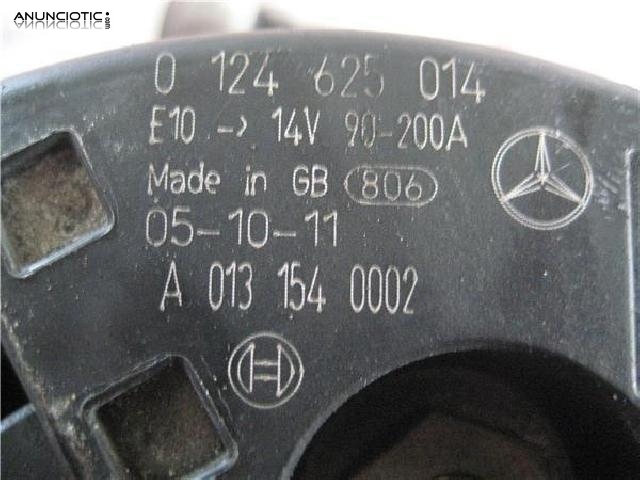 ANUNCIOTIC.com
0 124 625 014
E10 -> 14V 90-200A
Made in GB 806
05-10-11
A 013 154 0002